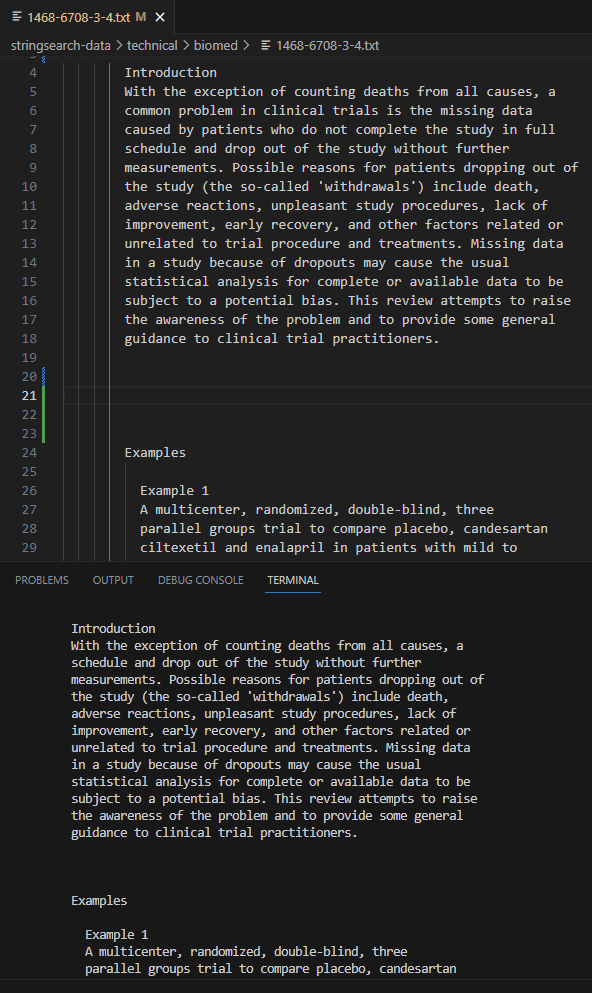 1468-6708-3-4.txt M ×
stringsearch-data > technical > biomed > 1468-6708-3-4.txt
4 Introduction
5 With the exception of counting deaths from all causes, a
6 common problem in clinical trials is the missing data
7 caused by patients who do not complete the study in full
8 schedule and drop out of the study without further
9 measurements. Possible reasons for patients dropping out of
10 the study (the so-called 'withdrawals') include death,
11 adverse reactions, unpleasant study procedures, lack of
12 improvement, early recovery, and other factors related or
13 unrelated to trial procedure and treatments. Missing data
14 in a study because of dropouts may cause the usual
15 statistical analysis for complete or available data to be
16 subject to a potential bias. This review attempts to raise
17 the awareness of the problem and to provide some general
18 guidance to clinical trial practitioners.
19
20
21
22
23
24 Examples
25
26 Example 1
27 A multicenter, randomized, double-blind, three
28 parallel groups trial to compare placebo, candesartan
29 ciltexetil and enalapril in patients with mild to
PROBLEMS OUTPUT DEBUG CONSOLE TERMINAL
Introduction
With the exception of counting deaths from all causes, a
schedule and drop out of the study without further
measurements. Possible reasons for patients dropping out of
the study (the so-called 'withdrawals') include death,
adverse reactions, unpleasant study procedures, lack of
improvement, early recovery, and other factors related or
unrelated to trial procedure and treatments. Missing data
in a study because of dropouts may cause the usual
statistical analysis for complete or available data to be
subject to a potential bias. This review attempts to raise
the awareness of the problem and to provide some general
guidance to clinical trial practitioners.
Examples
Example 1
A multicenter, randomized, double-blind, three
parallel groups trial to compare placebo, candesartan